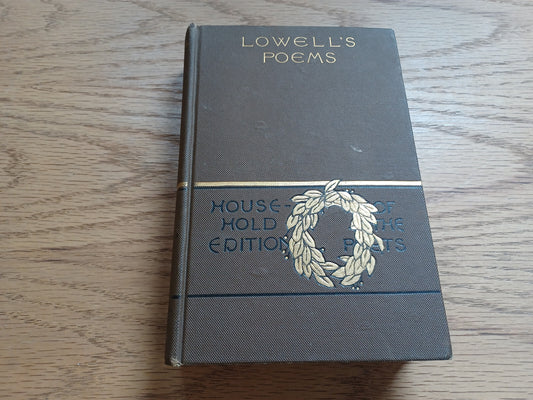 LOWELL'S
POEMS
HOUSE- OF
HOLD THE
EDITION POETS